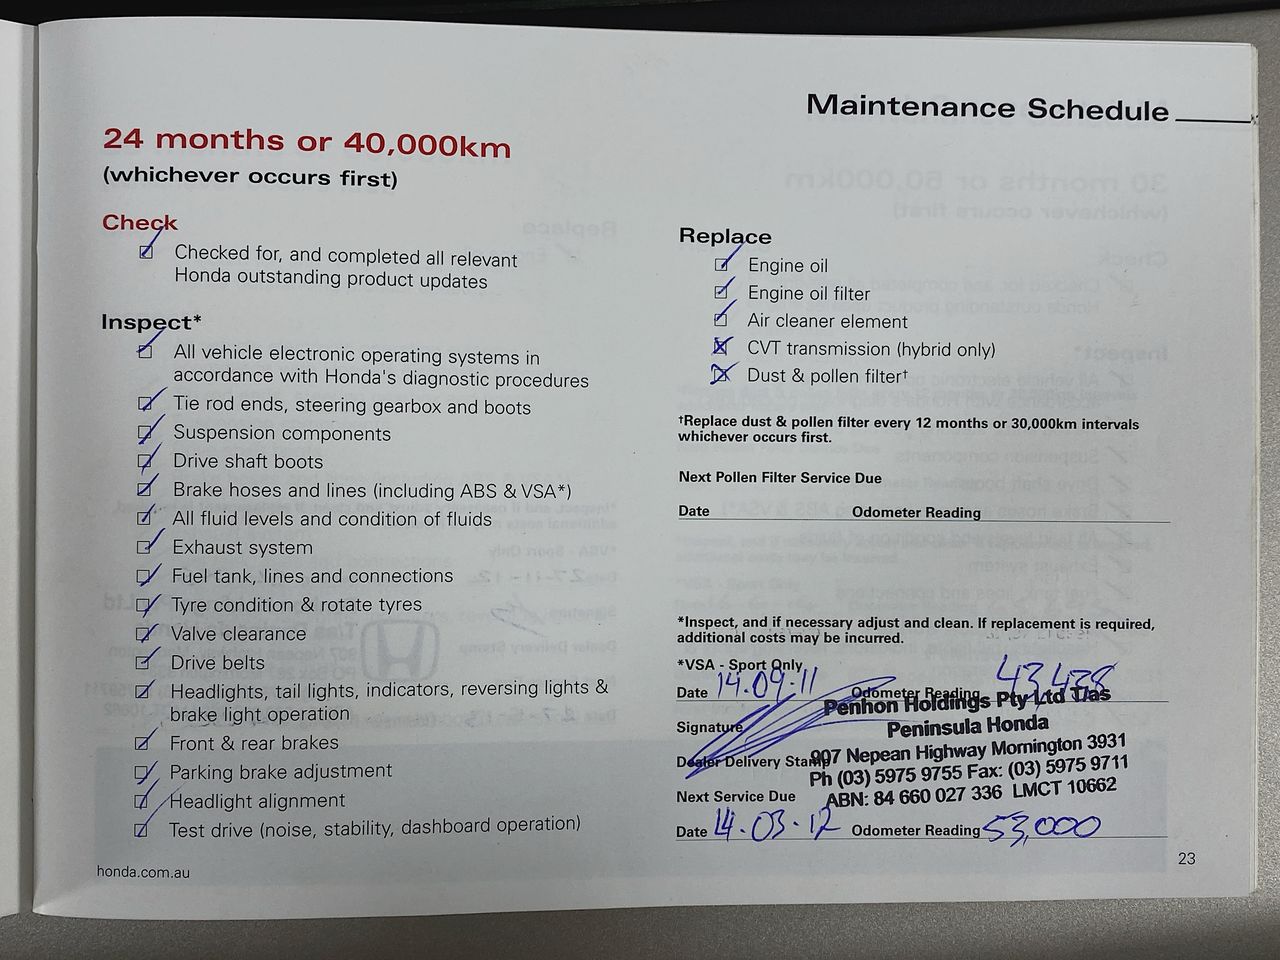 Maintenance Schedule
24 months or 40,000km
(whichever occurs first)
Check
Checked for, and completed all relevant
Honda outstanding product updates
Inspect*
All vehicle electronic operating systems in
accordance with Honda's diagnostic procedures
Tie rod ends, steering gearbox and boots
Suspension components
Drive shaft boots
Brake hoses and lines (including ABS & VSA*)
All fluid levels and condition of fluids
Exhaust system
Fuel tank, lines and connections
Tyre condition & rotate tyres
Valve clearance
Drive belts
Headlights, tail lights, indicators, reversing lights &
brake light operation
Front & rear brakes
Parking brake adjustment
Headlight alignment
Test drive (noise, stability, dashboard operation)
honda.com.au
Replace
Engine oil
Engine oil filter
Air cleaner element
CVT transmission (hybrid only)
Dust & pollen filter†
†Replace dust & pollen filter every 12 months or 30,000km intervals
whichever occurs first.
Next Pollen Filter Service Due
Date Odometer Reading
*Inspect, and if necessary adjust and clean. If replacement is required,
additional costs may be incurred.
*VSA - Sport Only
Date 14.09.11 Odometer Reading 43,438
Signature
Dealer Delivery Stamp
Penhon Holdings Pty Ltd T/as
Peninsula Honda
907 Nepean Highway Mornington 3931
Ph (03) 5975 9755 Fax: (03) 5975 9711
ABN: 84 660 027 336 LMCT 10662
Next Service Due
Date 14.03.12 Odometer Reading 53,000
23